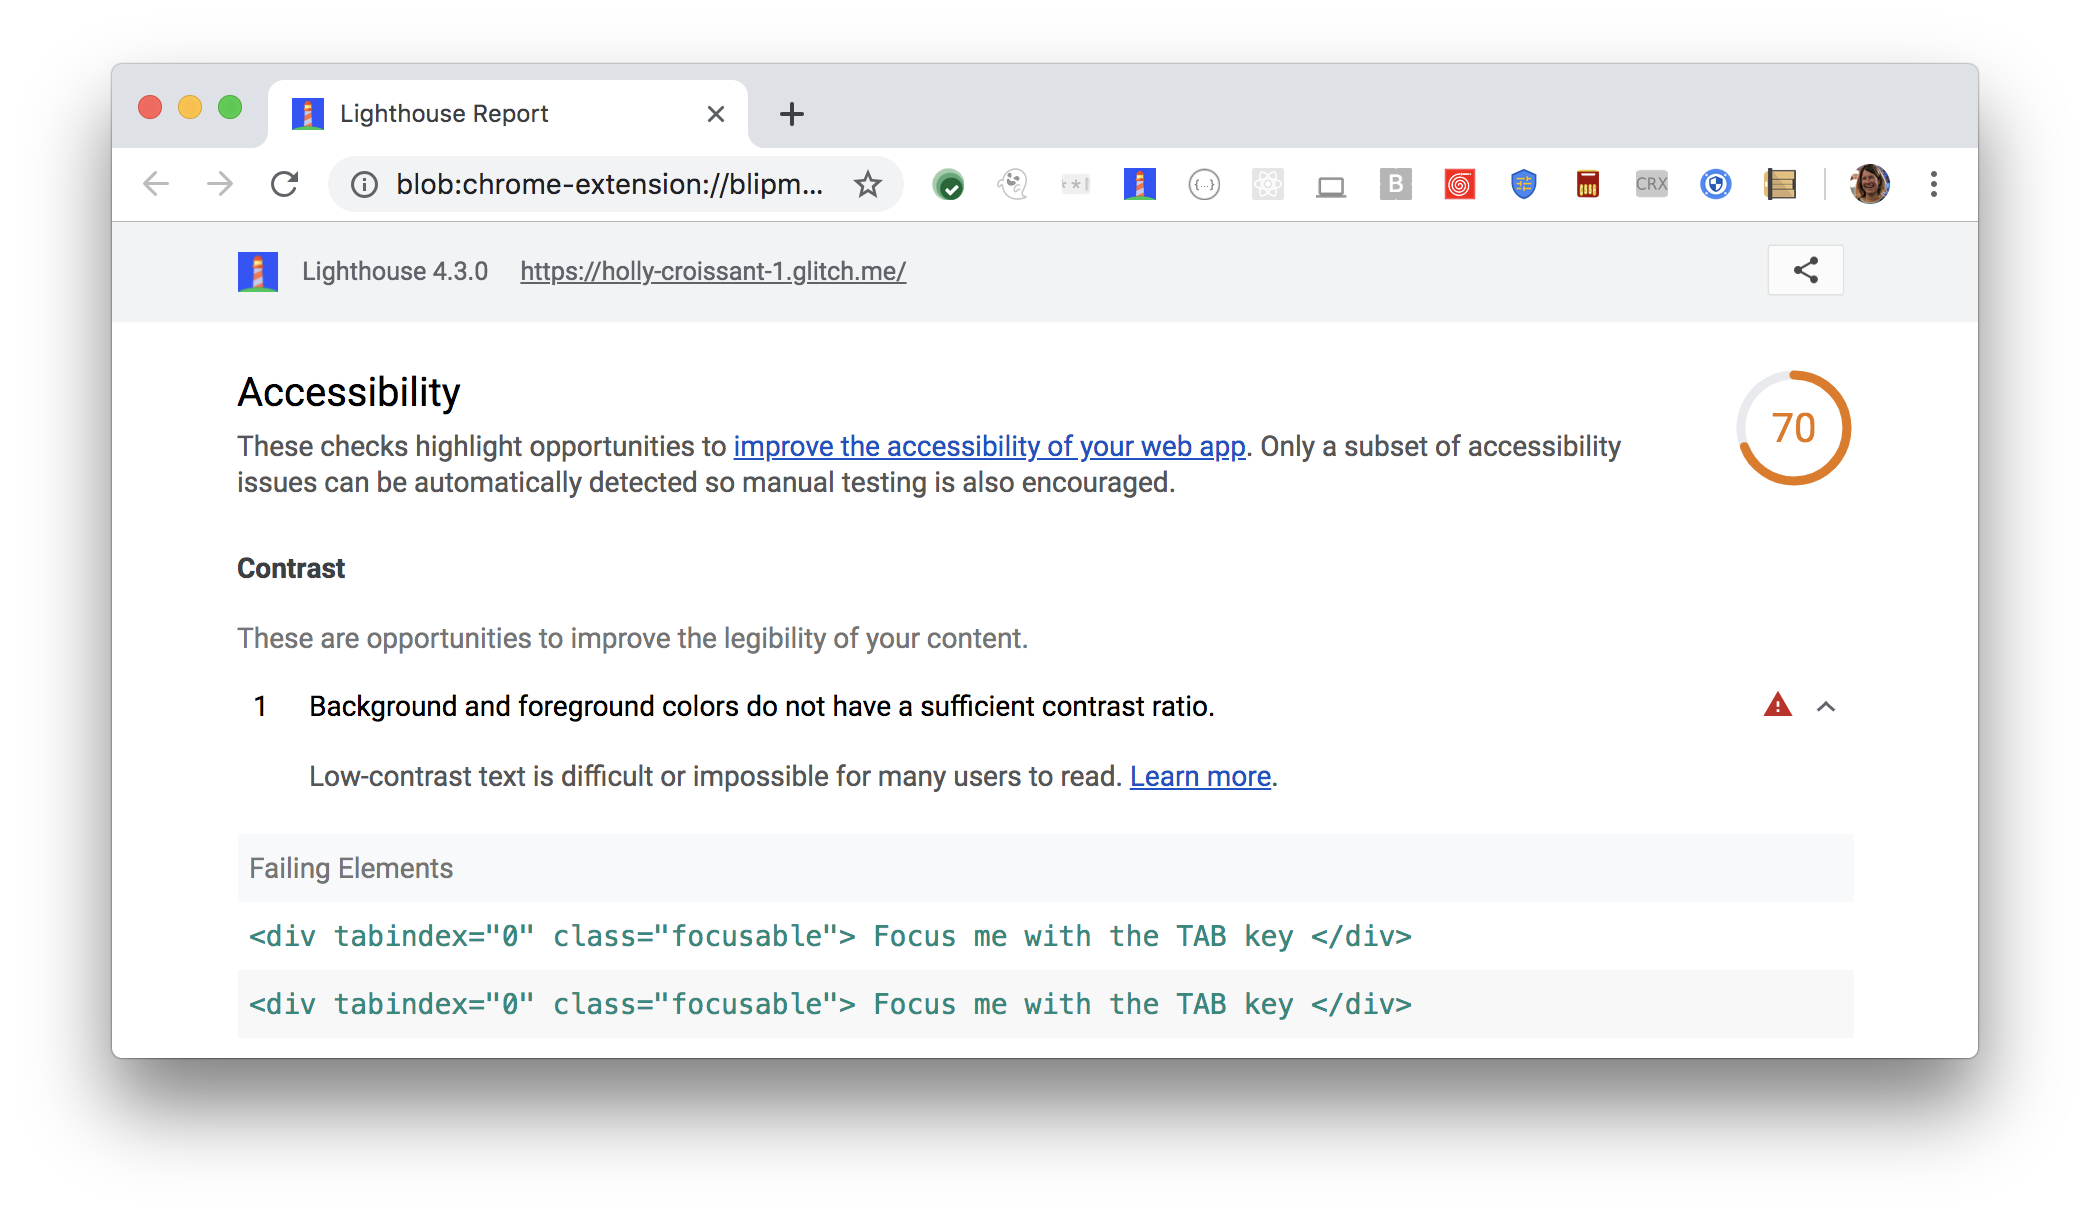 Lighthouse Report
blob:chrome-extension://blipm...
{...}
**|
B
CRX
Lighthouse 4.3.0 https://holly-croissant-1.glitch.me/
Accessibility
70
These checks highlight opportunities to improve the accessibility of your web app. Only a subset of accessibility
issues can be automatically detected so manual testing is also encouraged.
Contrast
These are opportunities to improve the legibility of your content.
1 Background and foreground colors do not have a sufficient contrast ratio.
Low-contrast text is difficult or impossible for many users to read. Learn more.
Failing Elements
<div tabindex="0" class="focusable"> Focus me with the TAB key </div>
<div tabindex="0" class="focusable"> Focus me with the TAB key </div>